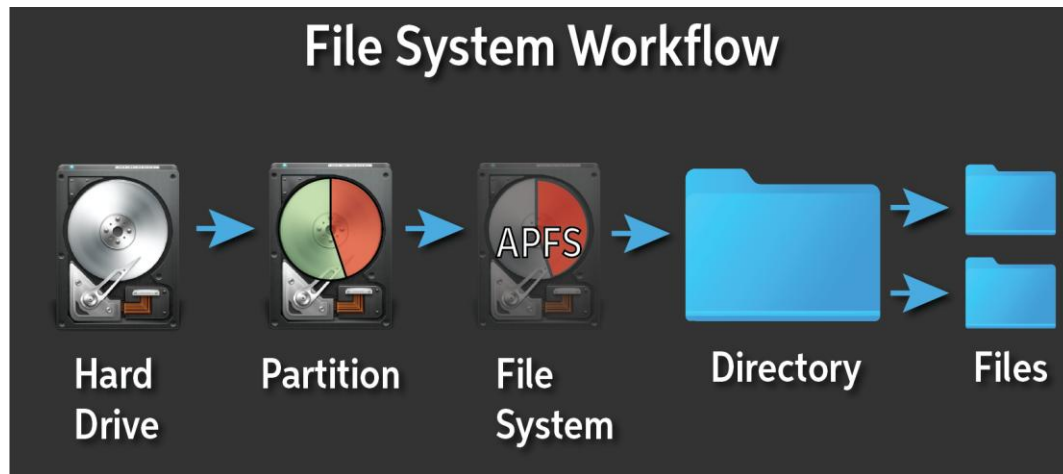 File System Workflow
APFS
Hard
Drive
Partition
File
System
Directory
Files